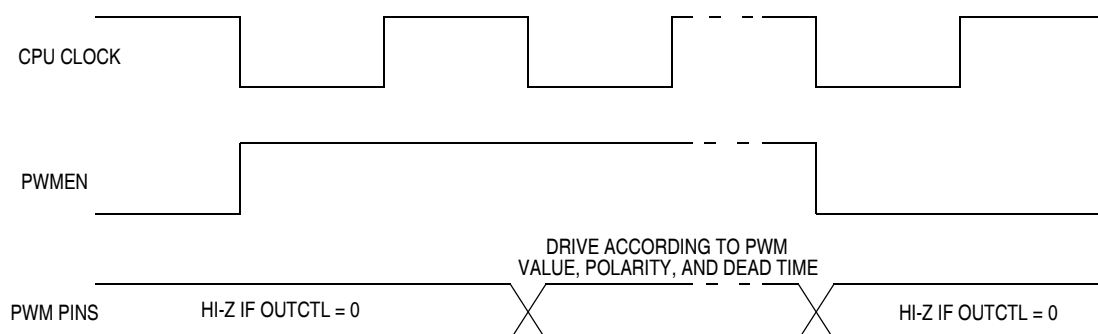 CPU CLOCK
PWMEN
DRIVE ACCORDING TO PWM
VALUE, POLARITY, AND DEAD TIME
PWM PINS
HI-Z IF OUTCTL = 0
HI-Z IF OUTCTL = 0